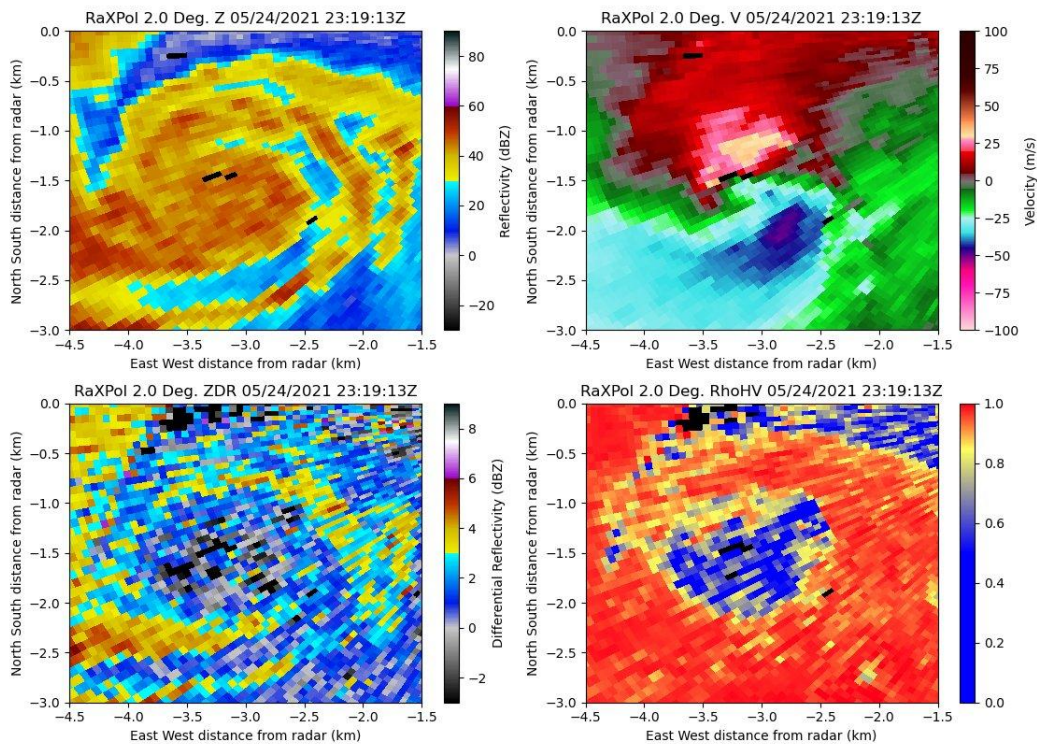 RaXPol 2.0 Deg. Z 05/24/2021 23:19:13Z
0.0
−0.5
−1.0
−1.5
−2.0
−2.5
−3.0
North South distance from radar (km)
−4.5 −4.0 −3.5 −3.0 −2.5 −2.0 −1.5
East West distance from radar (km)
80
60
40
20
0
−20
Reflectivity (dBZ)
RaXPol 2.0 Deg. V 05/24/2021 23:19:13Z
0.0
−0.5
−1.0
−1.5
−2.0
−2.5
−3.0
North South distance from radar (km)
−4.5 −4.0 −3.5 −3.0 −2.5 −2.0 −1.5
East West distance from radar (km)
100
75
50
25
0
−25
−50
−75
−100
Velocity (m/s)
RaXPol 2.0 Deg. ZDR 05/24/2021 23:19:13Z
0.0
−0.5
−1.0
−1.5
−2.0
−2.5
−3.0
North South distance from radar (km)
−4.5 −4.0 −3.5 −3.0 −2.5 −2.0 −1.5
East West distance from radar (km)
8
6
4
2
0
−2
Differential Reflectivity (dBZ)
RaXPol 2.0 Deg. RhoHV 05/24/2021 23:19:13Z
0.0
−0.5
−1.0
−1.5
−2.0
−2.5
−3.0
North South distance from radar (km)
−4.5 −4.0 −3.5 −3.0 −2.5 −2.0 −1.5
East West distance from radar (km)
1.0
0.8
0.6
0.4
0.2
0.0